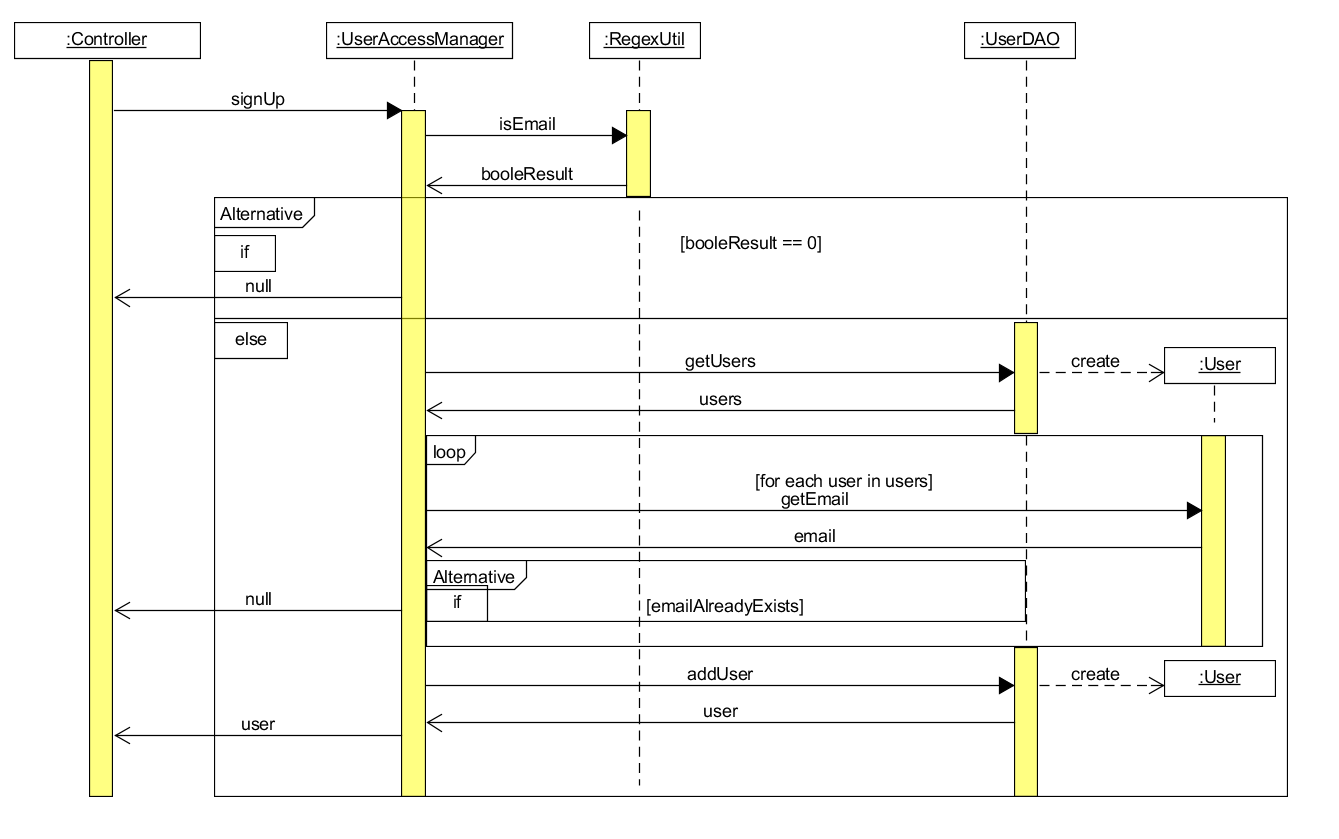 :Controller
:UserAccessManager
:RegexUtil
:UserDAO
signUp
isEmail
booleResult
Alternative
[booleResult == 0]
if
null
else
getUsers
create
:User
users
loop
[for each user in users]
getEmail
email
Alternative
if
[emailAlreadyExists]
null
addUser
create
:User
user
user